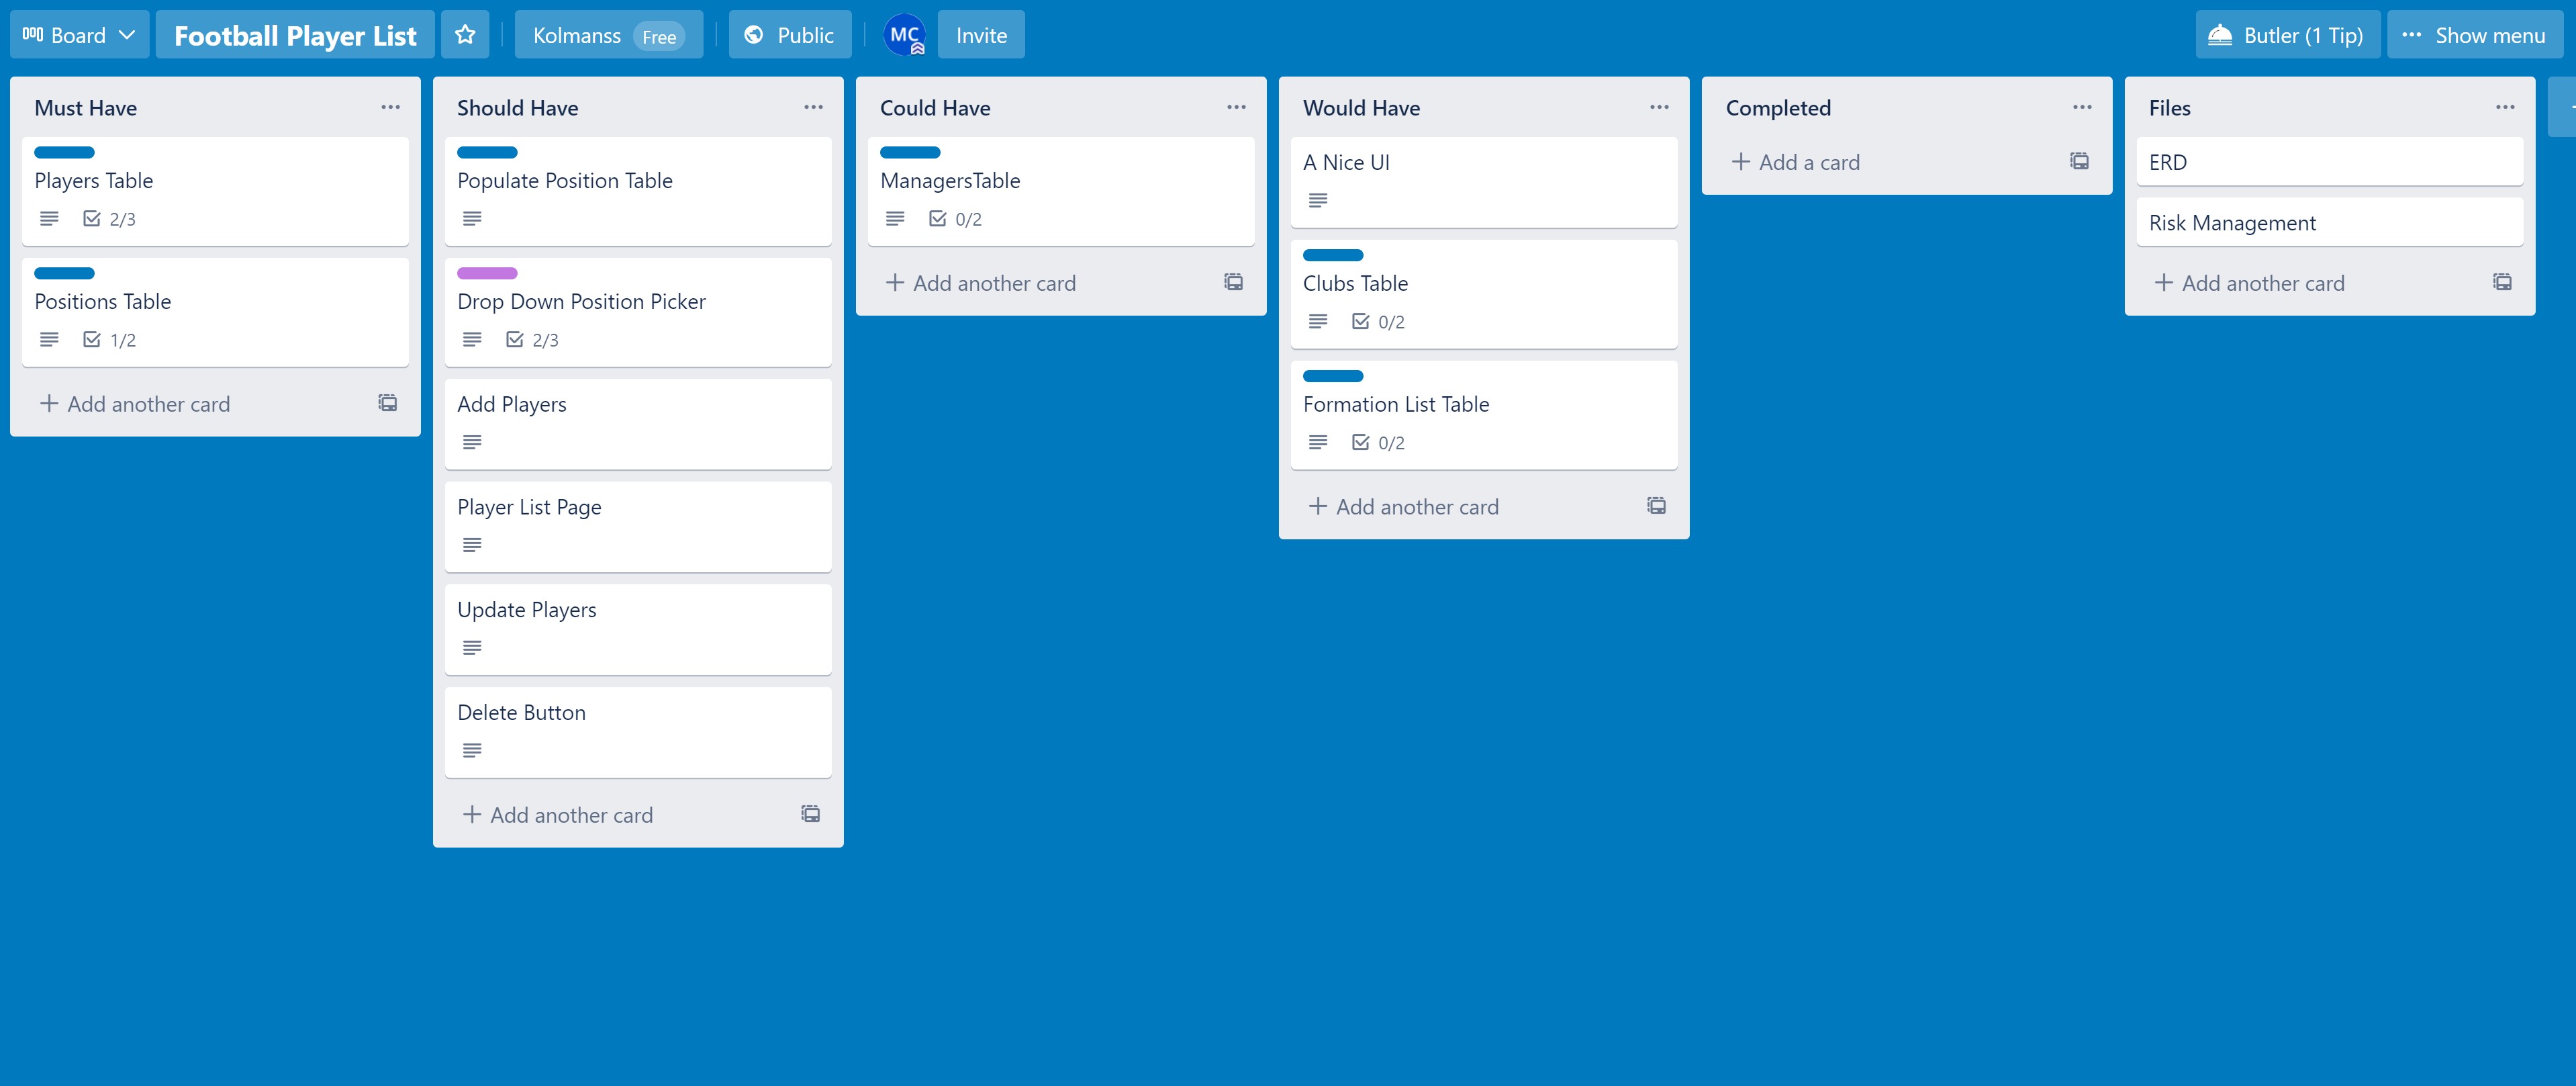 Board
Football Player List
Kolmanss Free
Public
MC
Invite
Butler (1 Tip)
Show menu
Must Have
Players Table
2/3
Positions Table
1/2
Add another card
Should Have
Populate Position Table
Drop Down Position Picker
2/3
Add Players
Player List Page
Update Players
Delete Button
Add another card
Could Have
ManagersTable
0/2
Add another card
Would Have
A Nice UI
Clubs Table
0/2
Formation List Table
0/2
Add another card
Completed
Add a card
Files
ERD
Risk Management
Add another card